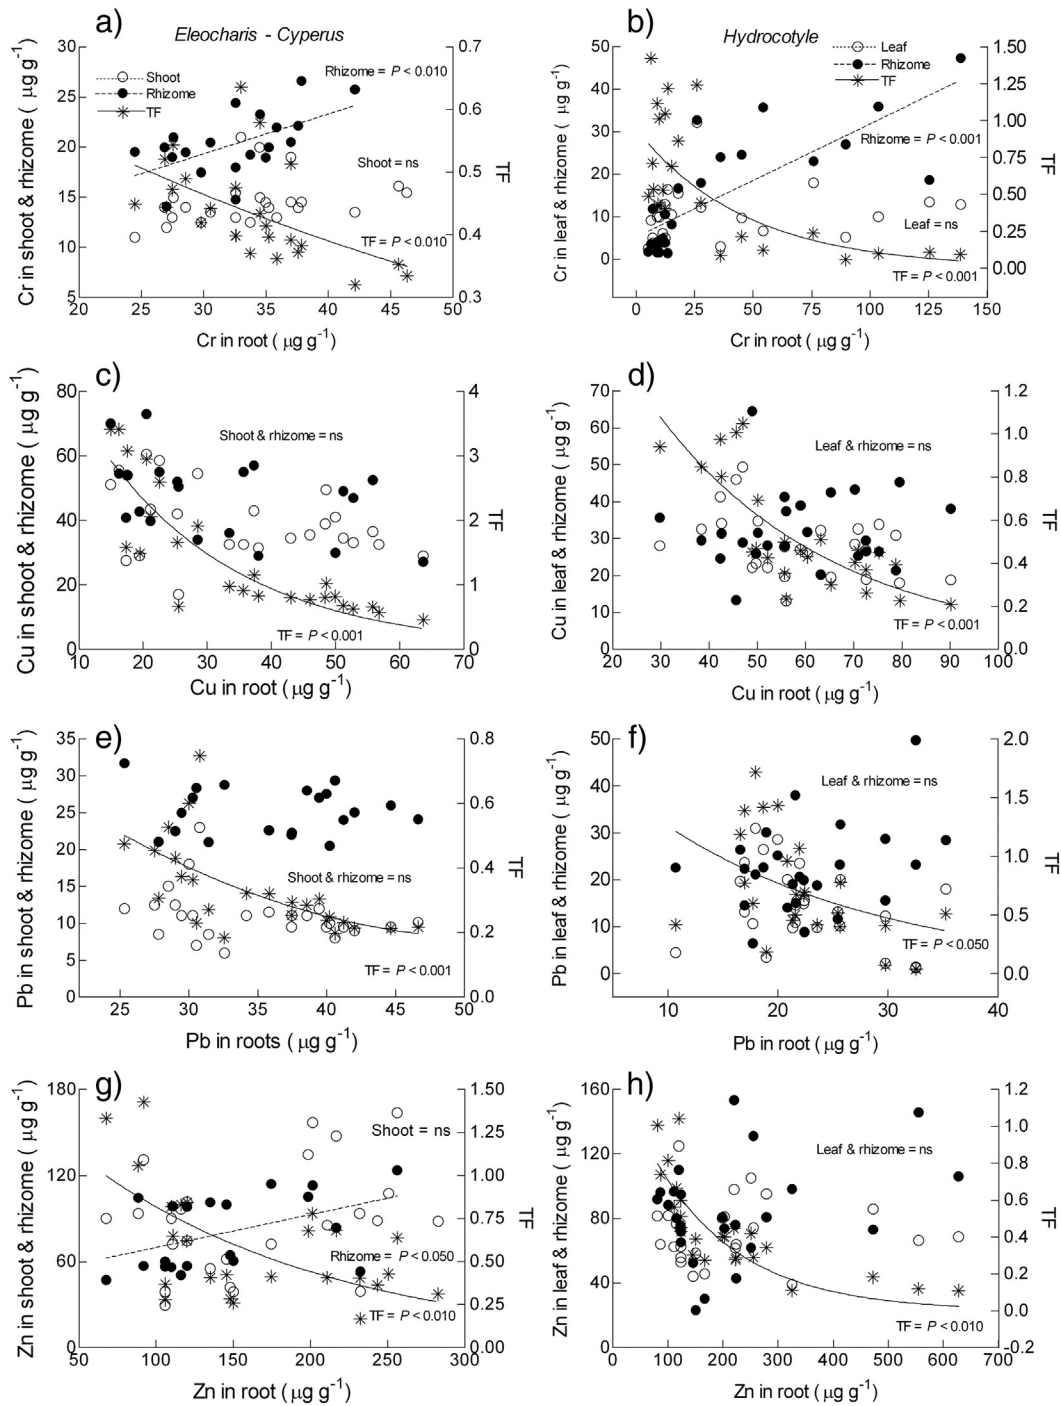 a) Eleocharis - Cyperus
Cr in shoot & rhizome ( μg g⁻¹)
30
25
20
15
10
5
Shoot
Rhizome
TF
Rhizome = P < 0.010
Shoot = ns
TF = P < 0.010
0.7
0.6
0.5
0.4
0.3
TF
20 25 30 35 40 45 50
Cr in root ( μg g⁻¹)
b) Hydrocotyle
Cr in leaf & rhizome ( μg g⁻¹)
50
40
30
20
10
0
Leaf
Rhizome
TF
Rhizome = P < 0.001
Leaf = ns
TF = P < 0.001
1.50
1.25
1.00
0.75
0.50
0.25
0.00
TF
0 25 50 75 100 125 150
Cr in root ( μg g⁻¹)
c)
Cu in shoot & rhizome ( μg g⁻¹)
80
60
40
20
0
Shoot & rhizome = ns
TF = P < 0.001
4
3
2
1
0
TF
10 20 30 40 50 60 70
Cu in root ( μg g⁻¹)
d)
Cu in leaf & rhizome ( μg g⁻¹)
70
60
50
40
30
20
10
0
Leaf & rhizome = ns
TF = P < 0.001
1.2
1.0
0.8
0.6
0.4
0.2
0.0
TF
20 30 40 50 60 70 80 90 100
Cu in root ( μg g⁻¹)
e)
Pb in shoot & rhizome ( μg g⁻¹)
35
30
25
20
15
10
5
0
Shoot & rhizome = ns
TF = P < 0.001
0.8
0.6
0.4
0.2
0.0
TF
25 30 35 40 45 50
Pb in roots ( μg g⁻¹)
f)
Pb in leaf & rhizome ( μg g⁻¹)
50
40
30
20
10
0
Leaf & rhizome = ns
TF = P < 0.050
2.0
1.5
1.0
0.5
0.0
TF
10 20 30 40
Pb in root ( μg g⁻¹)
g)
Zn in shoot & rhizome ( μg g⁻¹)
180
120
60
0
Shoot = ns
Rhizome = P < 0.050
TF = P < 0.010
1.50
1.25
1.00
0.75
0.50
0.25
0.00
TF
50 100 150 200 250 300
Zn in root ( μg g⁻¹)
h)
Zn in leaf & rhizome ( μg g⁻¹)
160
120
80
40
0
Leaf & rhizome = ns
TF = P < 0.010
1.2
1.0
0.8
0.6
0.4
0.2
0.0
-0.2
TF
0 100 200 300 400 500 600 700
Zn in root ( μg g⁻¹)